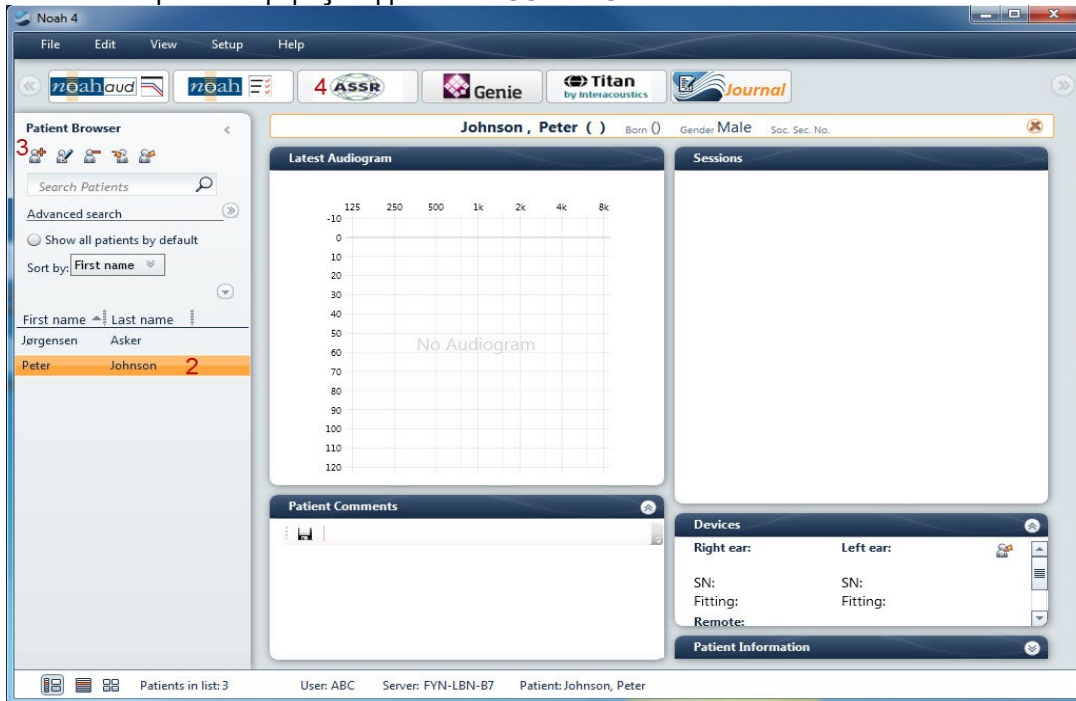 Noah 4
File Edit View Setup Help
noah aud noah 4 ASSR Genie Titan by Interacoustics Journal
Patient Browser
3
Search Patients
Advanced search
Show all patients by default
Sort by: First name
First name Last name
Jørgensen Asker
Peter Johnson 2
Johnson , Peter ( ) Born () Gender Male Soc. Sec. No.
Latest Audiogram
125 250 500 1k 2k 4k 8k
-10
0
10
20
30
40
50
60
70
80
90
100
110
120
No Audiogram
Patient Comments
Sessions
Devices
Right ear: Left ear:
SN: SN:
Fitting: Fitting:
Remote:
Patient Information
Patients in list: 3 User: ABC Server: FYN-LBN-B7 Patient: Johnson, Peter